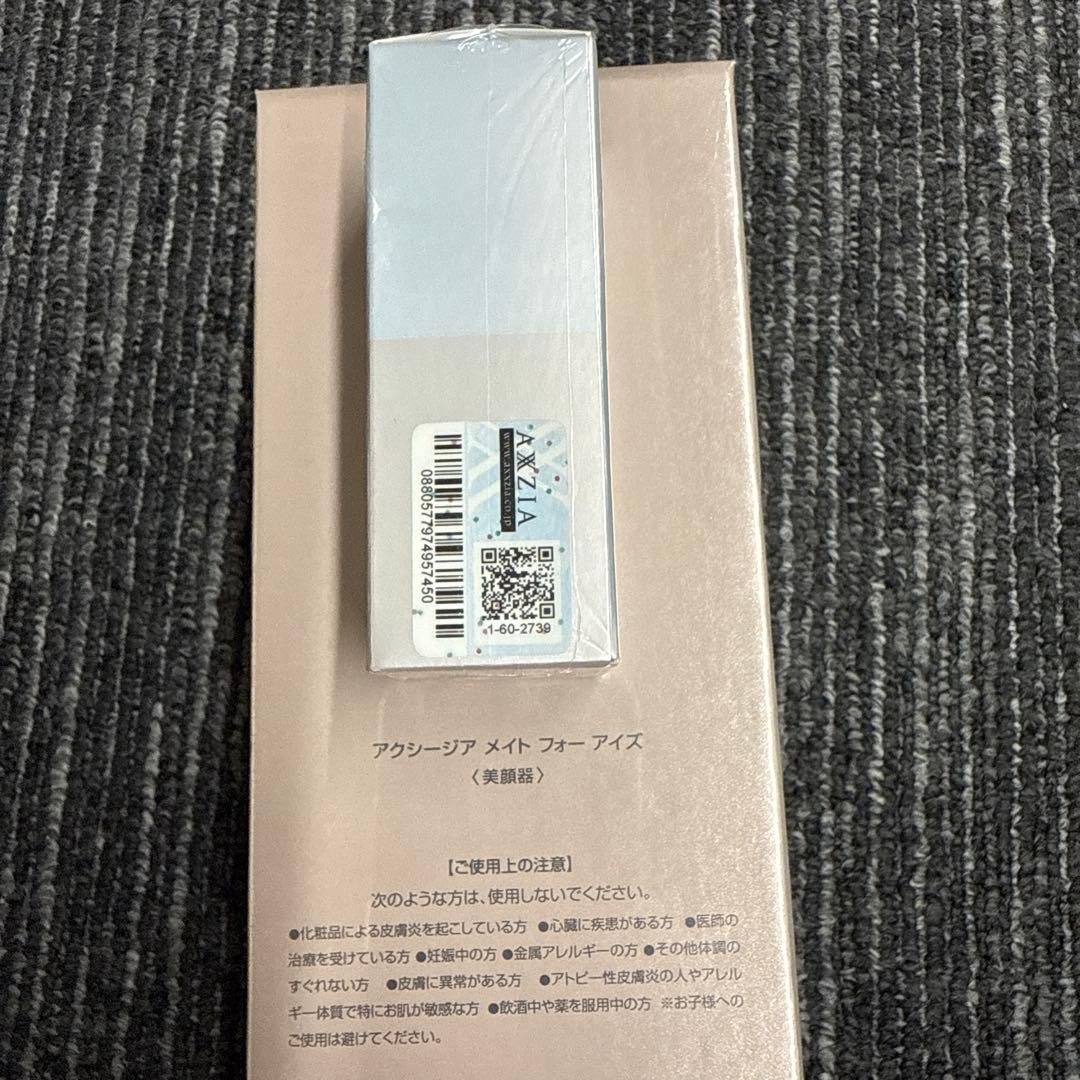 AXXZIA
www.axxzia.co.jp
0880577974957450
1-60-2739
アクシージア メイト フォー アイズ
〈美顔器〉
【ご使用上の注意】
次のような方は、使用しないでください。
●化粧品による皮膚炎を起こしている方 ●心臓に疾患がある方 ●医師の
治療を受けている方 ●妊娠中の方 ●金属アレルギーの方 ●その他体調の
すぐれない方 ●皮膚に異常がある方 ●アトピー性皮膚炎の人やアレル
ギー体質で特にお肌が敏感な方 ●飲酒中や薬を服用中の方 ※お子様への
ご使用は避けてください。